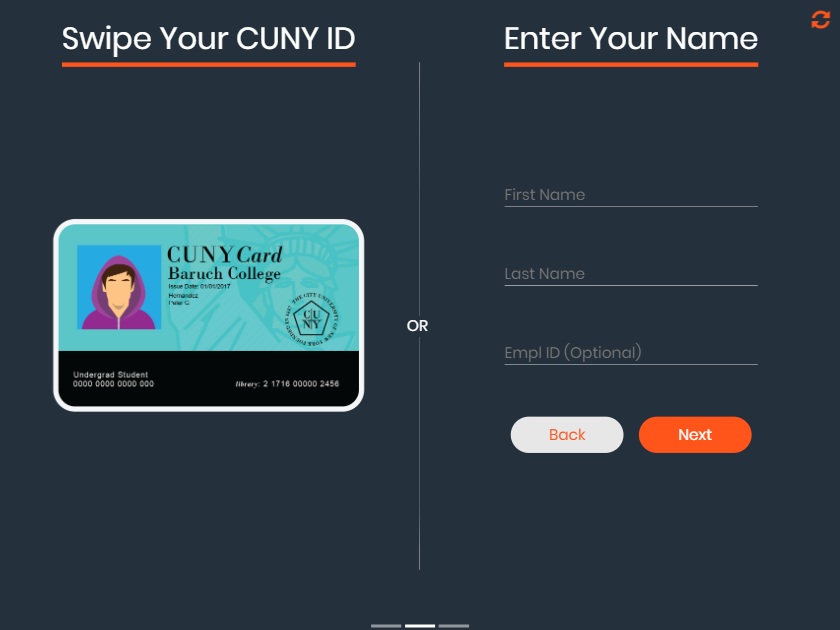 Swipe Your CUNY ID
CUNY Card
Baruch College
Issue Date: 01/01/2017
Hernandez
Peter G
THE CITY UNIVERSITY OF NEW YORK FOUNDED 1847
CU
NY
Undergrad Student
0000 0000 0000 000
library: 2 1716 00000 2456
OR
Enter Your Name
First Name
Last Name
Empl ID (Optional)
Back
Next